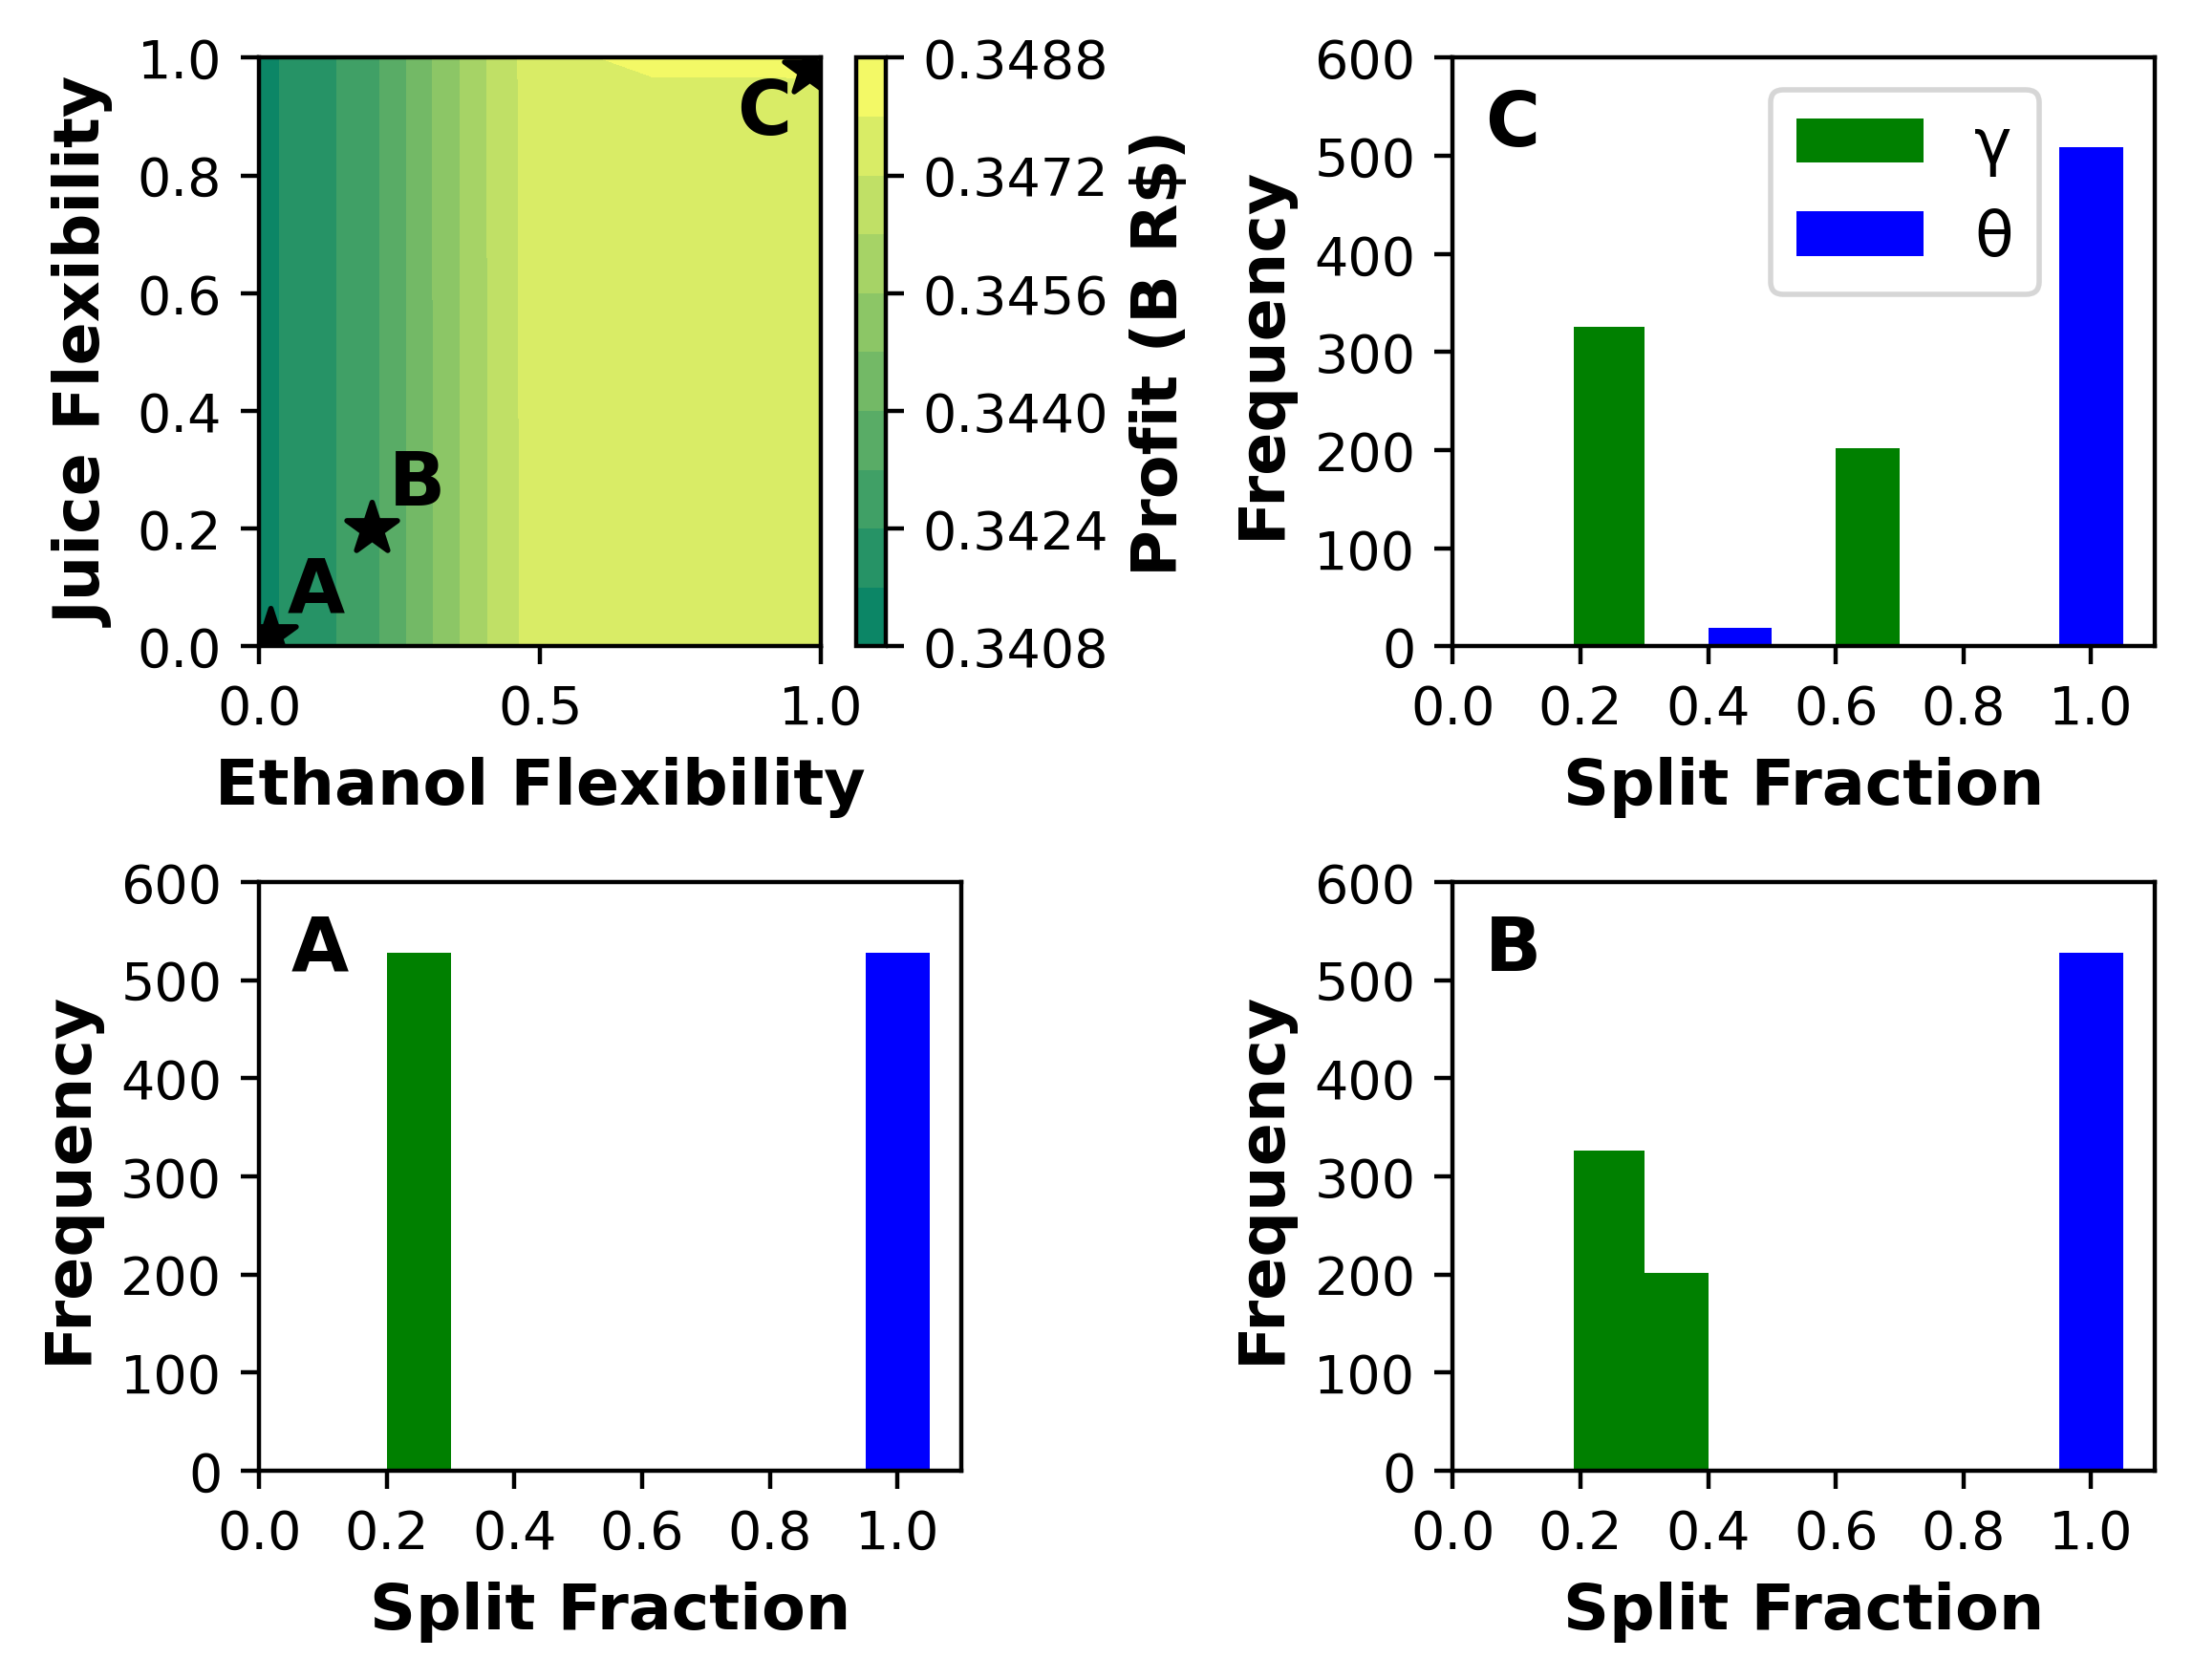 1.0
0.8
0.6
0.4
0.2
0.0
Juice Flexibility
A
B
C
0.0 0.5 1.0
Ethanol Flexibility
0.3488
0.3472
0.3456
0.3440
0.3424
0.3408
Profit (B R$)
600
500
400
300
200
100
0
Frequency
C
γ
θ
0.0 0.2 0.4 0.6 0.8 1.0
Split Fraction
600
500
400
300
200
100
0
Frequency
A
0.0 0.2 0.4 0.6 0.8 1.0
Split Fraction
600
500
400
300
200
100
0
Frequency
B
0.0 0.2 0.4 0.6 0.8 1.0
Split Fraction